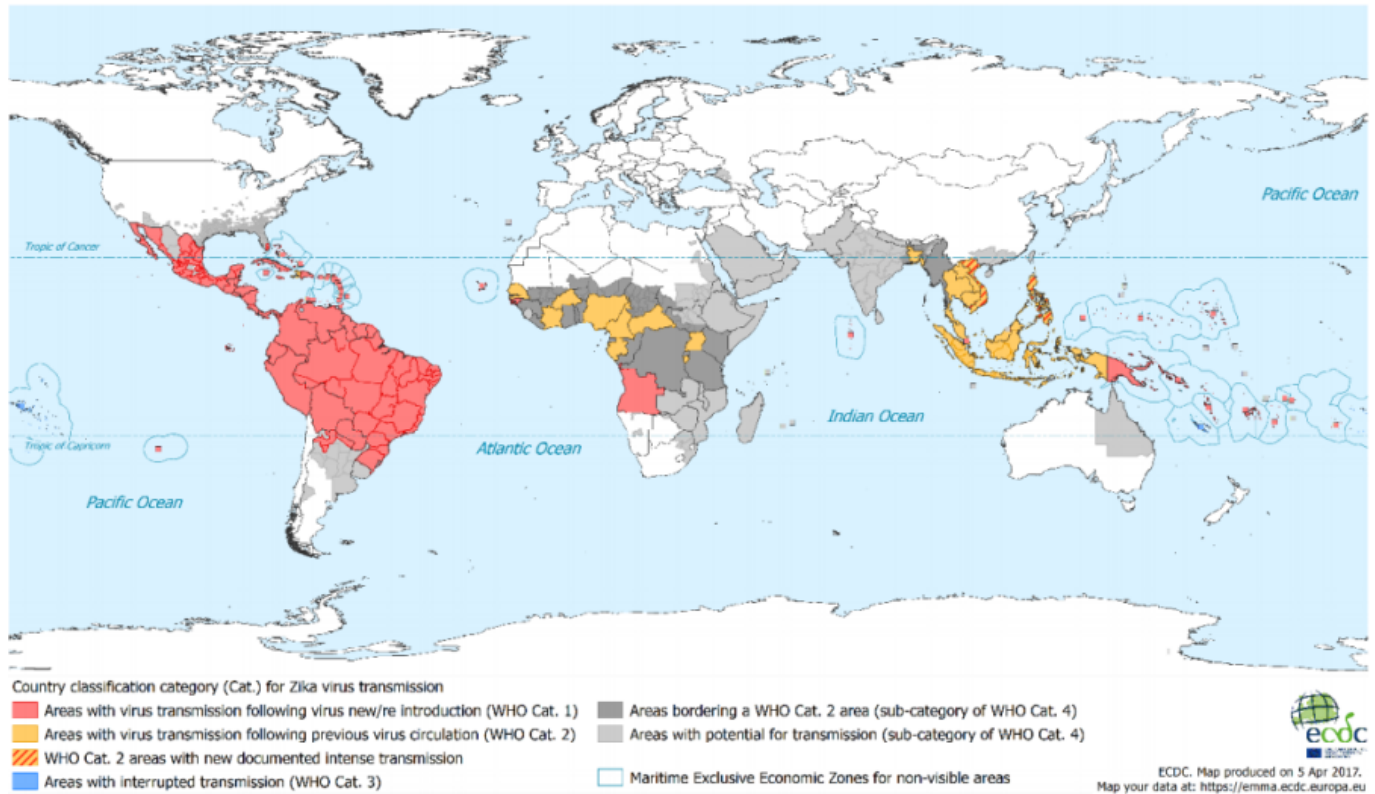 Pacific Ocean
Tropic of Cancer
Indian Ocean
Atlantic Ocean
Tropic of Capricorn
Pacific Ocean
Country classification category (Cat.) for Zika virus transmission
Areas with virus transmission following virus new/re introduction (WHO Cat. 1)
Areas with virus transmission following previous virus circulation (WHO Cat. 2)
WHO Cat. 2 areas with new documented intense transmission
Areas with interrupted transmission (WHO Cat. 3)
Areas bordering a WHO Cat. 2 area (sub-category of WHO Cat. 4)
Areas with potential for transmission (sub-category of WHO Cat. 4)
Maritime Exclusive Economic Zones for non-visible areas
ecdc
ECDC. Map produced on 5 Apr 2017.
Map your data at: https://emma.ecdc.europa.eu